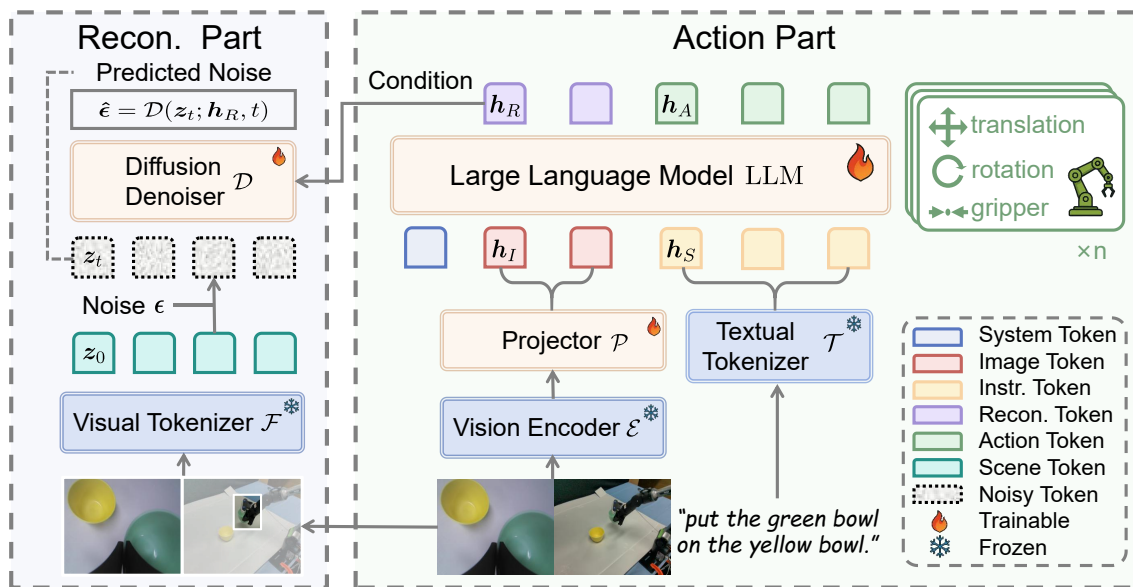 Recon. Part
Predicted Noise
ϵ̂ = 𝒟(z_t; h_R, t)
Diffusion
Denoiser 𝒟
z_t
Noise ϵ
z_0
Visual Tokenizer ℱ
Action Part
Condition
h_R
h_A
Large Language Model LLM
translation
rotation
gripper
×n
h_I
h_S
Projector 𝒫
Textual
Tokenizer 𝒯
Vision Encoder ℰ
“put the green bowl
on the yellow bowl.”
System Token
Image Token
Instr. Token
Recon. Token
Action Token
Scene Token
Noisy Token
Trainable
Frozen